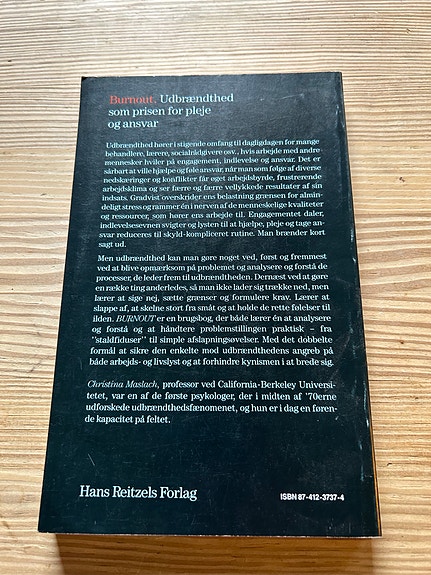 Burnout. Udbrændthed
som prisen for pleje
og ansvar
Udbrændthed hører i stigende omfang til dagligdagen for mange
behandlere, lærere, socialrådgivere osv., hvis arbejde med andre
mennesker hviler på engagement, indlevelse og ansvar. Det er
sårbart at ville hjælpe og føle ansvar, når man som følge af diverse
nedskæringer og konflikter får øget arbejdsbyrde, frustrerende
arbejdsklima og ser færre og færre vellykkede resultater af sin
indsats. Gradvist overskrider ens belastning grænsen for almin-
deligt stress og rammer én i nerven af de menneskelige kvaliteter
og ressourcer, som hører ens arbejde til. Engagementet daler,
indlevelsesevnen svigter og lysten til at hjælpe, pleje og tage an-
svar reduceres til skyld-kompliceret rutine. Man brænder kort
sagt ud.
Men udbrændthed kan man gøre noget ved, først og fremmest
ved at blive opmærksom på problemet og analysere og forstå de
processer, de leder frem til udbrændtheden. Dernæst ved at gøre
en række ting anderledes, så man ikke lader sig trække ned, men
lærer at sige nej, sætte grænser og formulere krav. Lærer at
slappe af, at skelne stort fra småt og at holde de rette følelser til
ilden. BURNOUT er en brugsbog, der både lærer én at analysere
og forstå og at håndtere problemstillingen praktisk – fra
''staldfiduser'' til simple afslapningsøvelser. Med det dobbelte
formål at sikre den enkelte mod udbrændthedens angreb på
både arbejds- og livslyst og at forhindre kynismen i at brede sig.
Christina Maslach, professor ved California-Berkeley Universi-
tetet, var en af de første psykologer, der i midten af '70erne
udforskede udbrændthedsfænomenet, og hun er i dag en føren-
de kapacitet på feltet.
Hans Reitzels Forlag
ISBN 87-412-3737-4